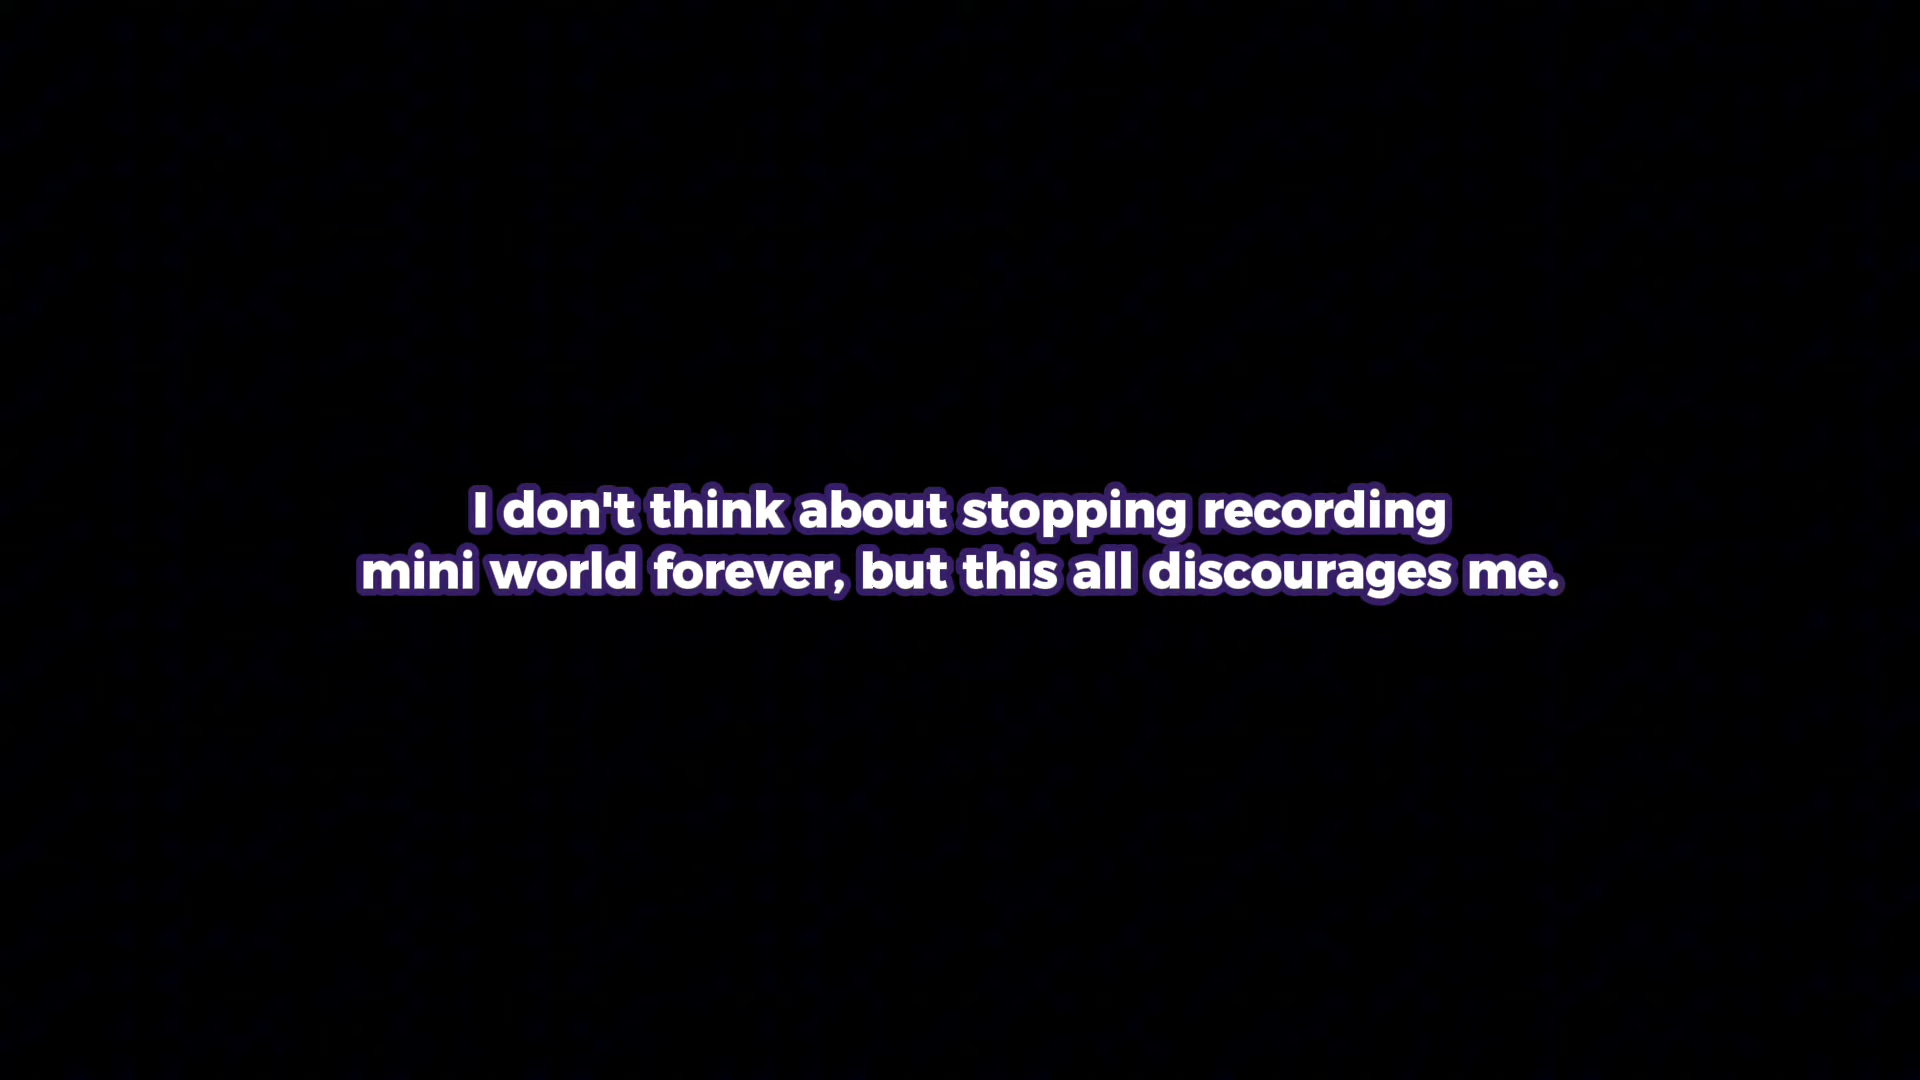 I don't think about stopping recording
mini world forever, but this all discourages me.